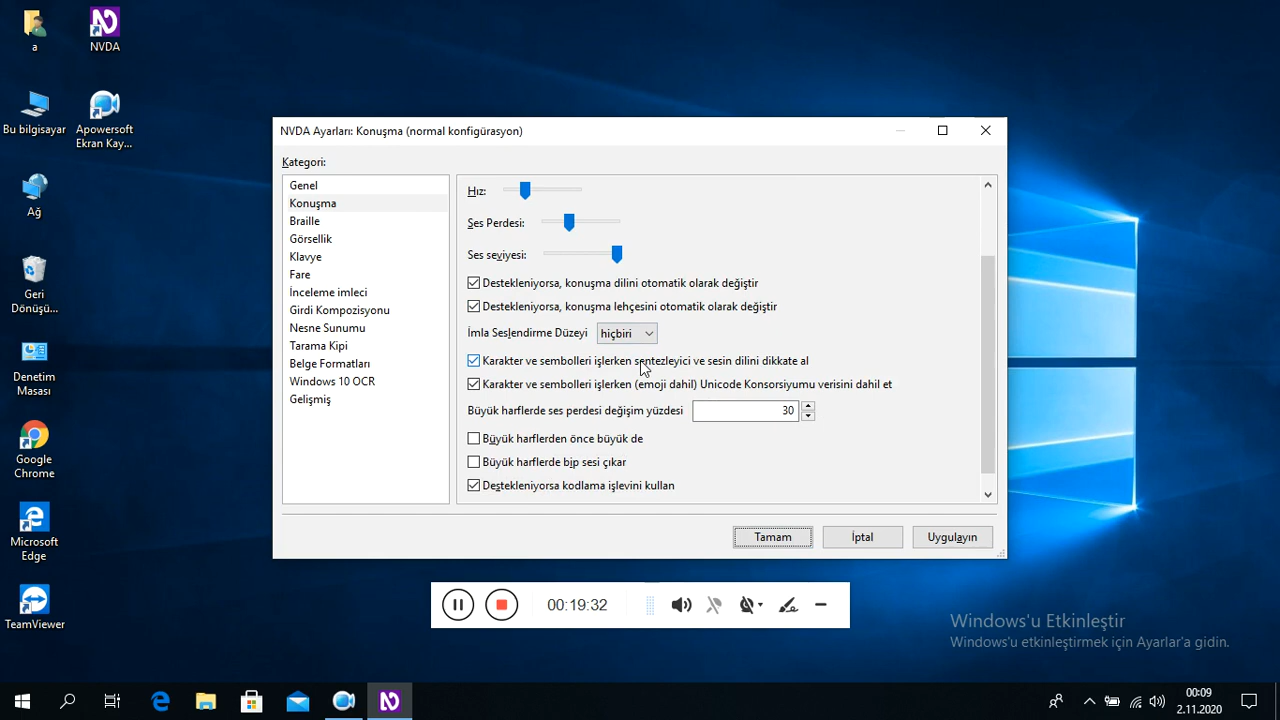 a
NVDA
Bu bilgisayar
Apowersoft
Ekran Kay...
Ağ
Geri
Dönüşü...
Denetim
Masası
Google
Chrome
Microsoft
Edge
TeamViewer
NVDA Ayarları: Konuşma (normal konfigürasyon)
Kategori:
Genel
Konuşma
Braille
Görsellik
Klavye
Fare
İnceleme imleci
Girdi Kompozisyonu
Nesne Sunumu
Tarama Kipi
Belge Formatları
Windows 10 OCR
Gelişmiş
Hız:
Ses Perdesi:
Ses seviyesi:
Destekleniyorsa, konuşma dilini otomatik olarak değiştir
Destekleniyorsa, konuşma lehçesini otomatik olarak değiştir
İmla Seslendirme Düzeyi hiçbiri
Karakter ve sembolleri işlerken sentezleyici ve sesin dilini dikkate al
Karakter ve sembolleri işlerken (emoji dahil) Unicode Konsorsiyumu verisini dahil et
Büyük harflerde ses perdesi değişim yüzdesi 30
Büyük harflerden önce büyük de
Büyük harflerde bip sesi çıkar
Destekleniyorsa kodlama işlevini kullan
Tamam İptal Uygulayın
00:19:32
Windows'u Etkinleştir
Windows'u etkinleştirmek için Ayarlar'a gidin.
00:09
2.11.2020